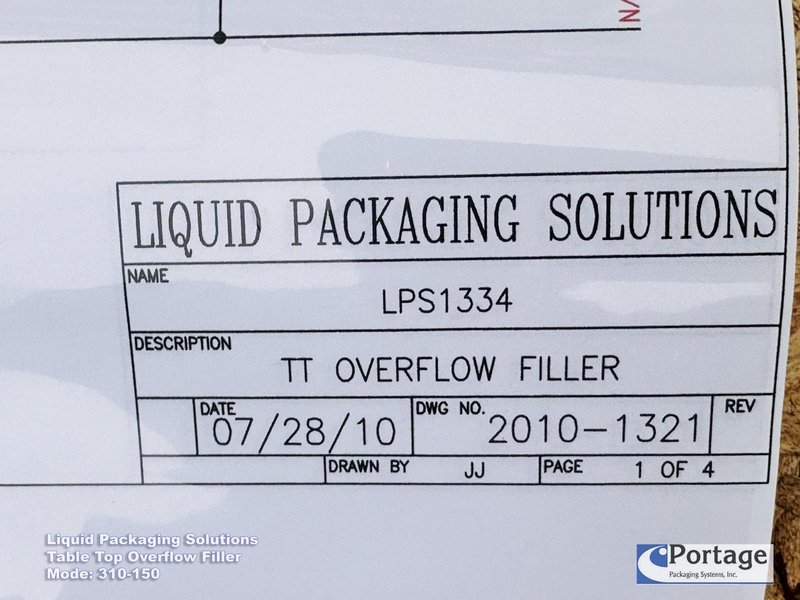 N/
LIQUID PACKAGING SOLUTIONS
NAME
LPS1334
DESCRIPTION
TT OVERFLOW FILLER
DATE
07/28/10
DWG NO.
2010-1321
REV
DRAWN BY JJ
PAGE 1 OF 4
Liquid Packaging Solutions
Table Top Overflow Filler
Mode: 310-150
Portage
Packaging Systems, Inc.